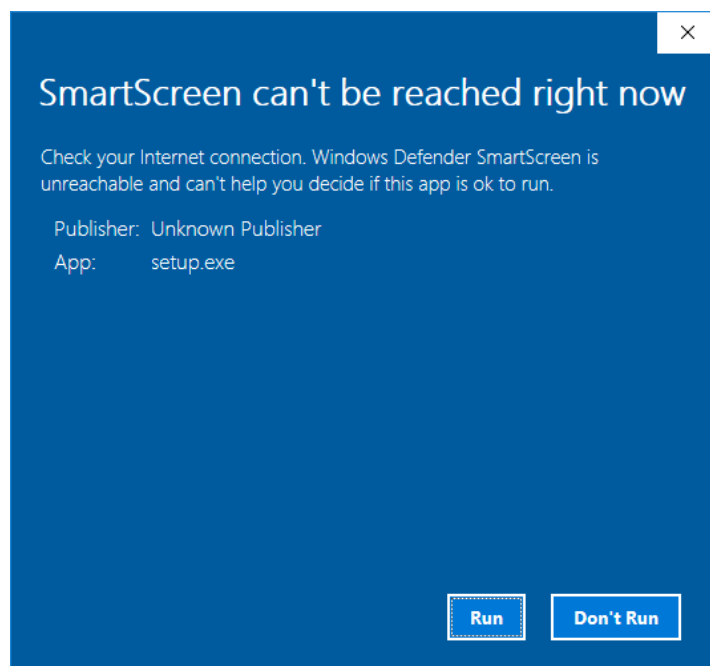 SmartScreen can't be reached right now
Check your Internet connection. Windows Defender SmartScreen is
unreachable and can't help you decide if this app is ok to run.
Publisher: Unknown Publisher
App: setup.exe
Run Don't Run